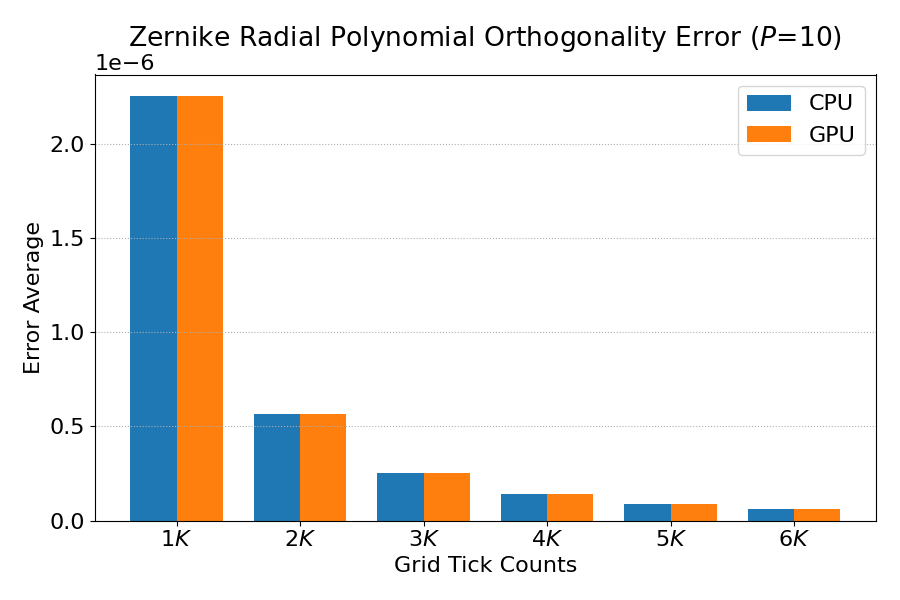 Zernike Radial Polynomial Orthogonality Error (P=10)
1e−6
CPU
GPU
2.0
1.5
1.0
0.5
0.0
Error Average
1K 2K 3K 4K 5K 6K
Grid Tick Counts